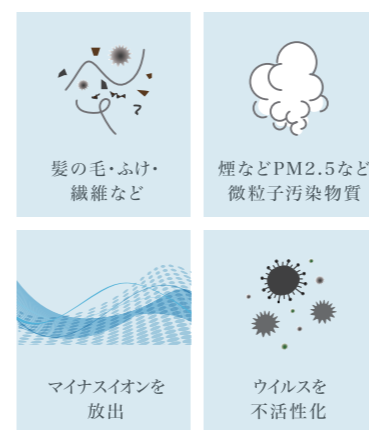 髪の毛・ふけ・
繊維など
煙などPM2.5など
微粒子汚染物質
マイナスイオンを
放出
ウイルスを
不活性化